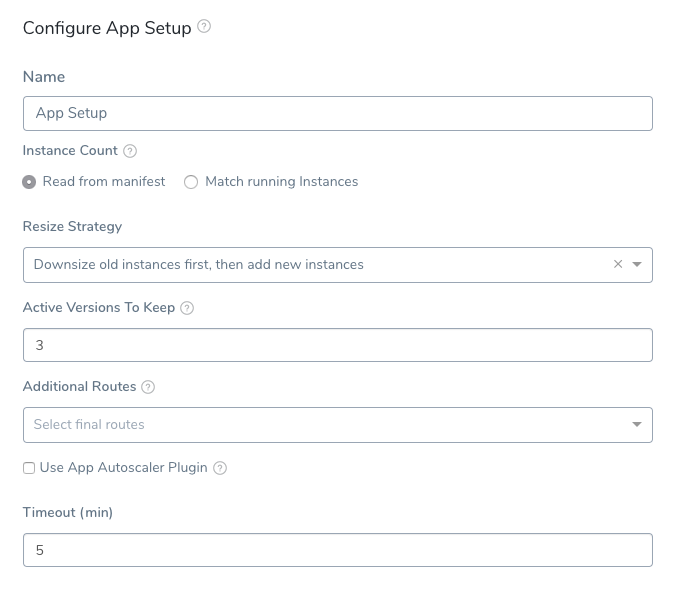 Configure App Setup ?
Name
App Setup
Instance Count ?
Read from manifest Match running Instances
Resize Strategy
Downsize old instances first, then add new instances ×
Active Versions To Keep ?
3
Additional Routes ?
Select final routes
Use App Autoscaler Plugin ?
Timeout (min)
5